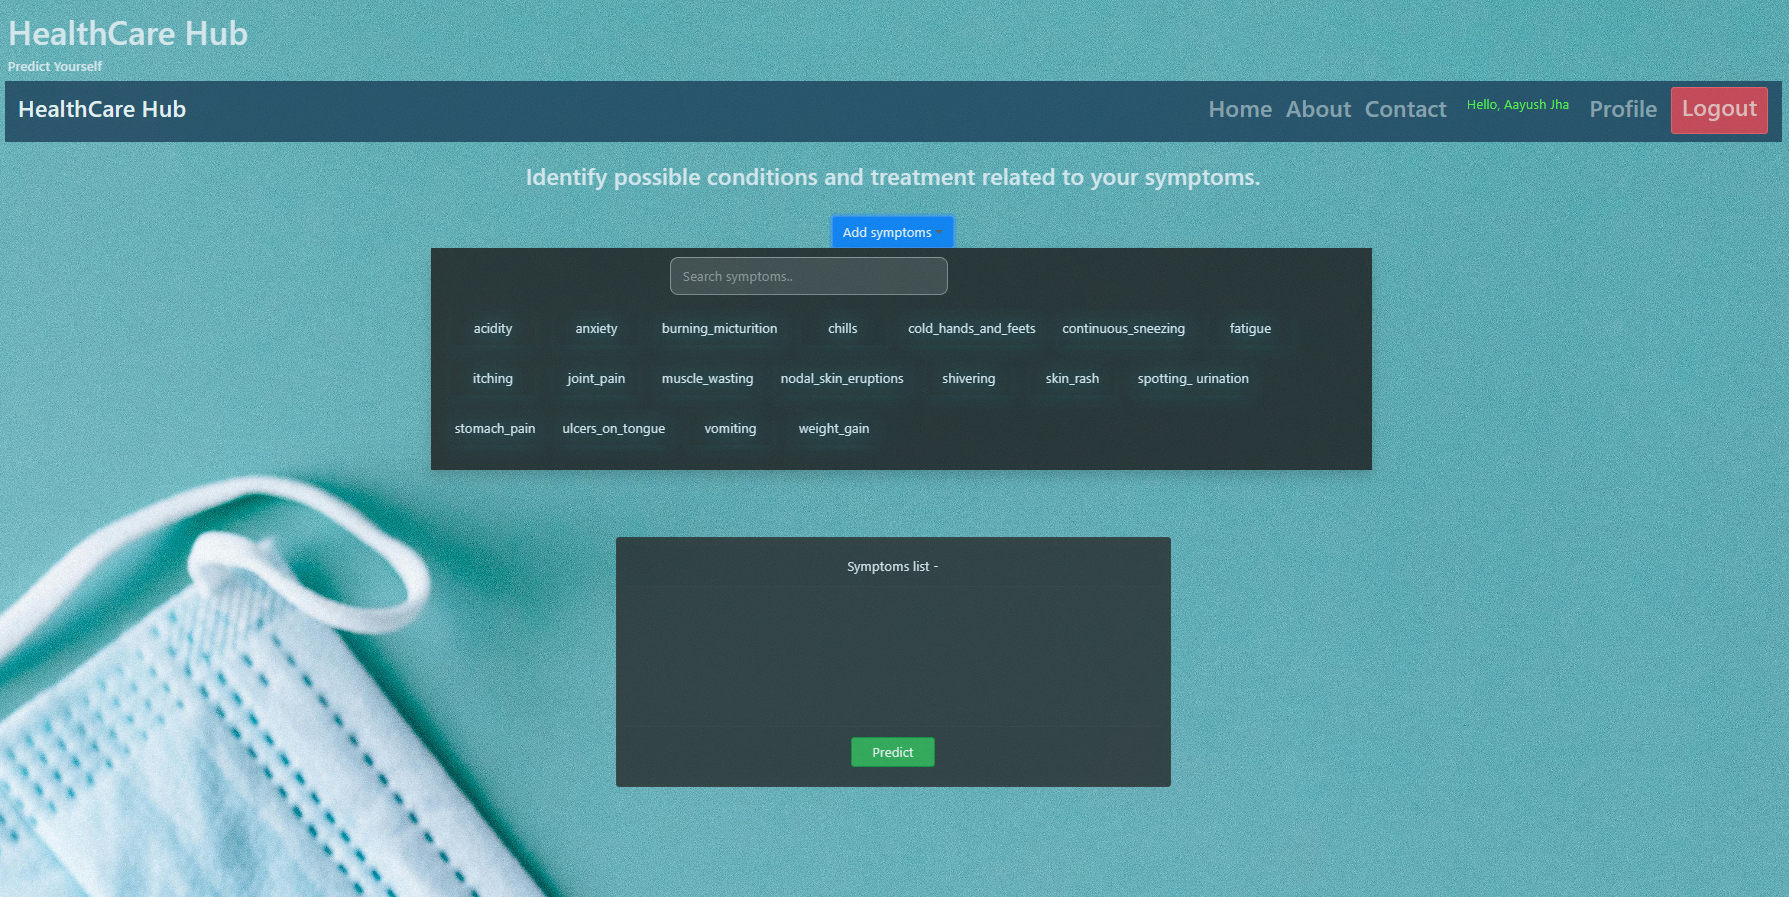 HealthCare Hub
Predict Yourself
HealthCare Hub Home About Contact Hello, Aayush Jha Profile Logout
Identify possible conditions and treatment related to your symptoms.
Add symptoms
Search symptoms..
acidity anxiety burning_micturition chills cold_hands_and_feets continuous_sneezing fatigue
itching joint_pain muscle_wasting nodal_skin_eruptions shivering skin_rash spotting_ urination
stomach_pain ulcers_on_tongue vomiting weight_gain
Symptoms list -
Predict